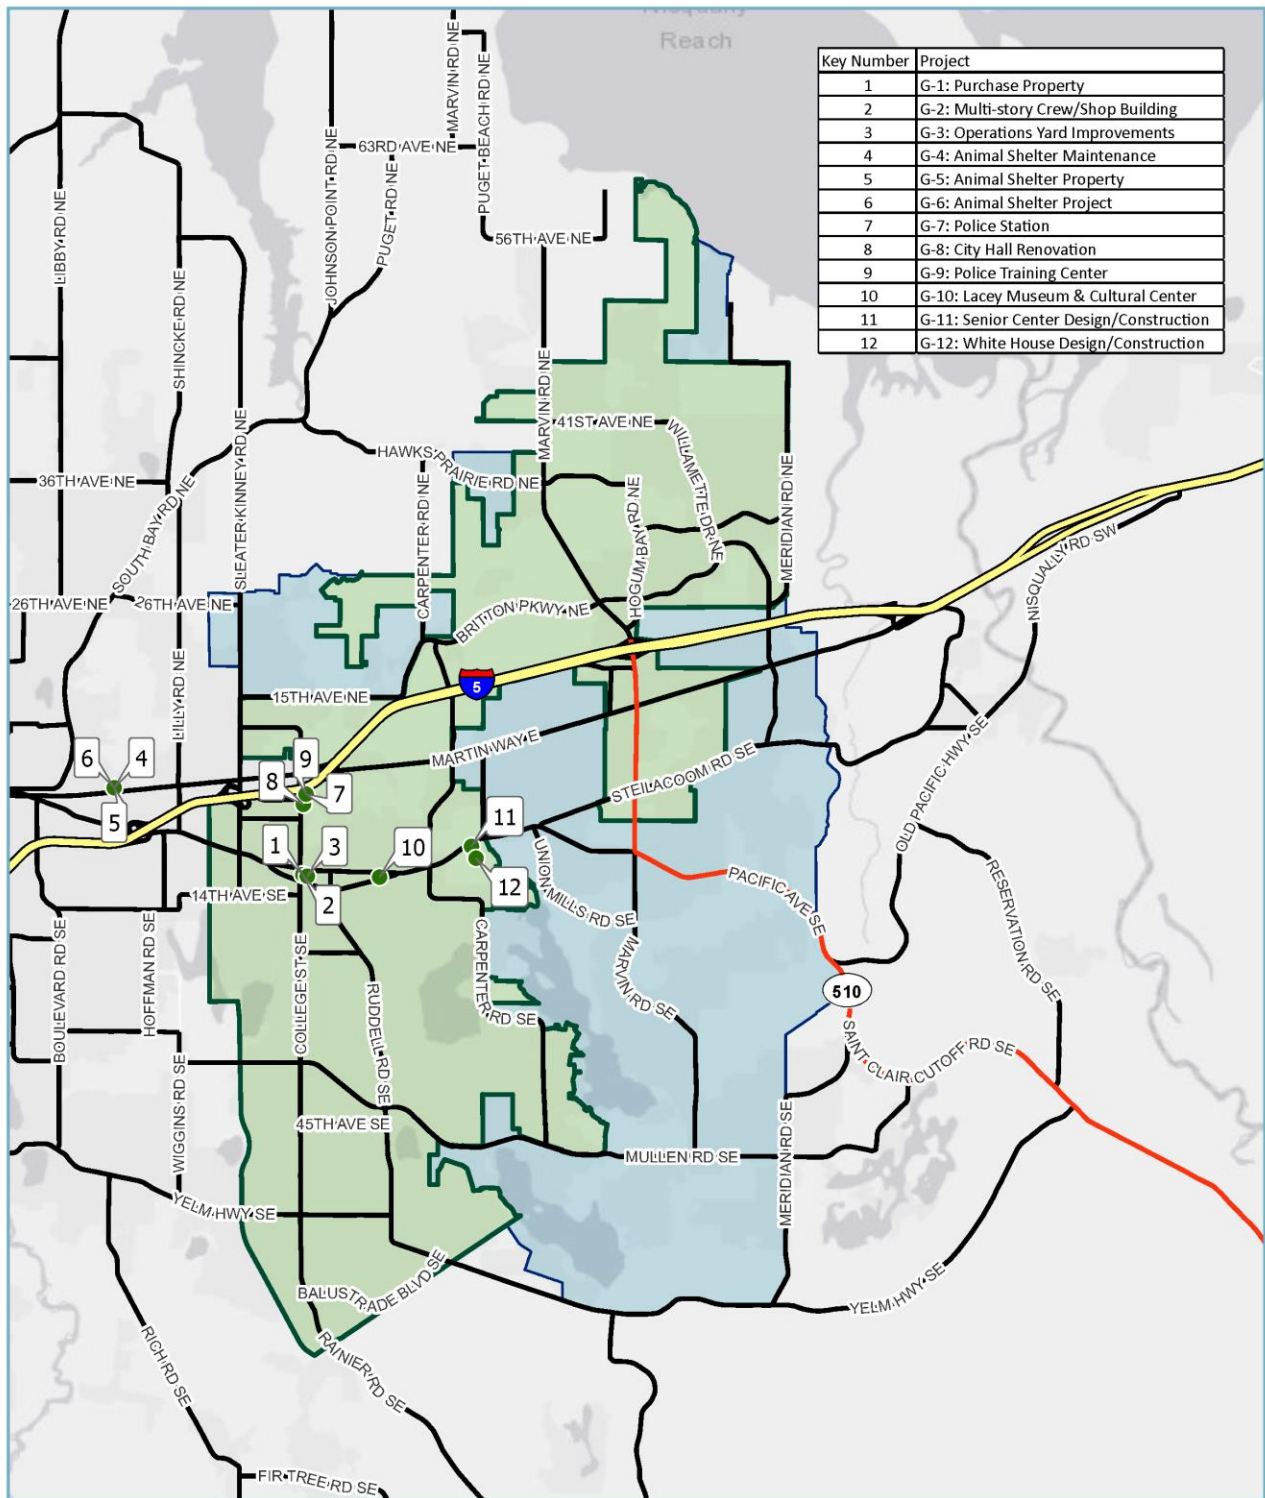 Nisqually
Reach
Key Number Project
1 G-1: Purchase Property
2 G-2: Multi-story Crew/Shop Building
3 G-3: Operations Yard Improvements
4 G-4: Animal Shelter Maintenance
5 G-5: Animal Shelter Property
6 G-6: Animal Shelter Project
7 G-7: Police Station
8 G-8: City Hall Renovation
9 G-9: Police Training Center
10 G-10: Lacey Museum & Cultural Center
11 G-11: Senior Center Design/Construction
12 G-12: White House Design/Construction
MARVIN RD NE
PUGET BEACH RD NE
63RD AVE NE
JOHNSON POINT RD NE
PUGET RD NE
LIBBY RD NE
56TH AVE NE
SHINCKE RD NE
MARVIN RD NE
41ST AVE NE
WILLAMETTE DR NE
HAWKS PRAIRIE RD NE
36TH AVE NE
SOUTH BAY RD NE
SLEATER KINNEY RD NE
CARPENTER RD NE
HOGUM BAY RD NE
MERIDIAN RD NE
NISQUALLY RD SW
26TH AVE NE
26TH AVE NE
BRITTON PKWY NE
LILLY RD NE
15TH AVE NE
5
MARTIN WAY E
STEILACOOM RD SE
OLD PACIFIC HWY SE
6
4
5
9
8
7
11
12
1
3
2
10
14TH AVE SE
UNION MILLS RD SE
PACIFIC AVE SE
RESERVATION RD SE
BOULEVARD RD SE
HOFFMAN RD SE
COLLEGE ST SE
RUDDELL RD SE
CARPENTER RD SE
MARVIN RD SE
510
SAINT CLAIR CUTOFF RD SE
WIGGINS RD SE
45TH AVE SE
MULLEN RD SE
MERIDIAN RD SE
YELM HWY SE
BALUSTRADE BLVD SE
YELM HWY SE
RICH RD SE
RAINIER RD SE
FIR TREE RD SE